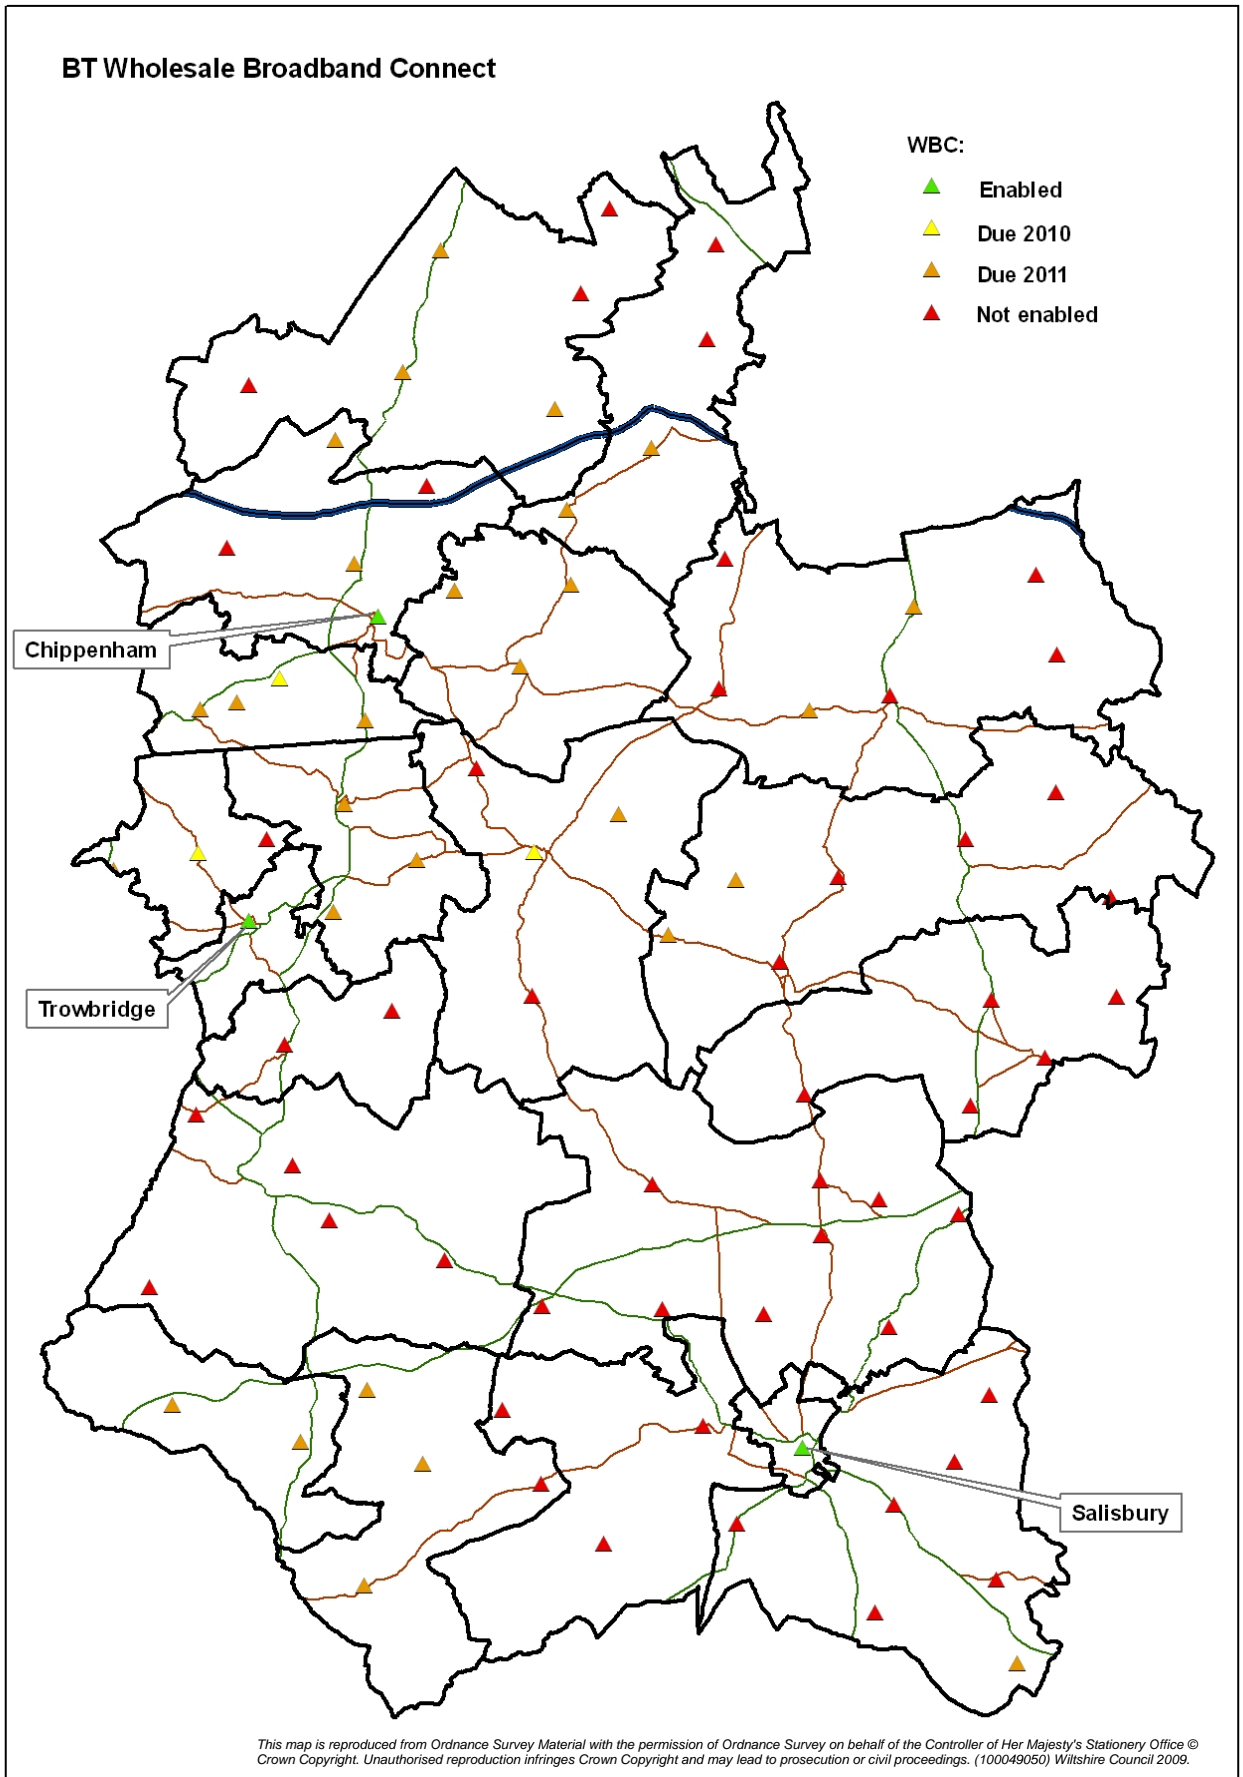 BT Wholesale Broadband Connect
WBC:
Enabled
Due 2010
Due 2011
Not enabled
Chippenham
Trowbridge
Salisbury
This map is reproduced from Ordnance Survey Material with the permission of Ordnance Survey on behalf of the Controller of Her Majesty's Stationery Office ©
Crown Copyright. Unauthorised reproduction infringes Crown Copyright and may lead to prosecution or civil proceedings. (100049050) Wiltshire Council 2009.